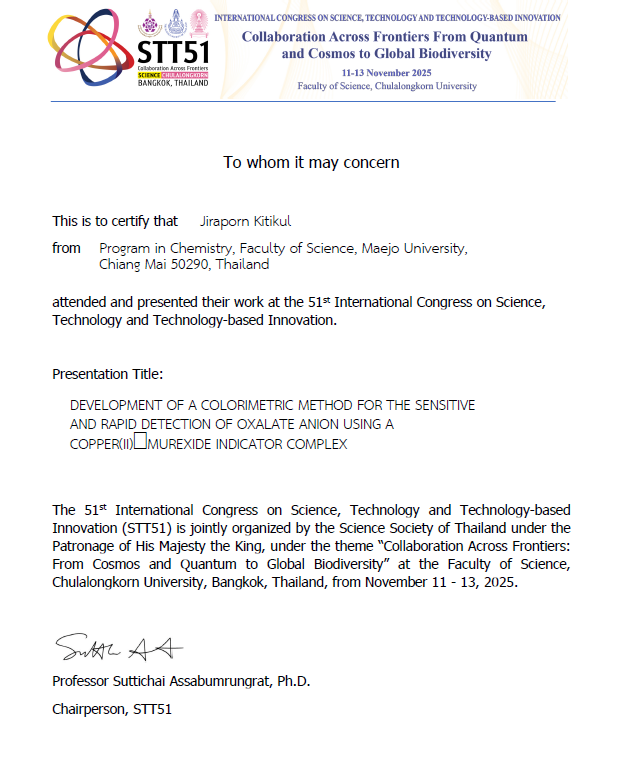 STT51
Collaboration Across Frontiers
SCIENCE CHULALONGKORN
BANGKOK, THAILAND
INTERNATIONAL CONGRESS ON SCIENCE, TECHNOLOGY AND TECHNOLOGY-BASED INNOVATION
Collaboration Across Frontiers From Quantum
and Cosmos to Global Biodiversity
11-13 November 2025
Faculty of Science, Chulalongkorn University
To whom it may concern
This is to certify that Jiraporn Kitikul
from Program in Chemistry, Faculty of Science, Maejo University,
Chiang Mai 50290, Thailand
attended and presented their work at the 51st International Congress on Science,
Technology and Technology-based Innovation.
Presentation Title:
DEVELOPMENT OF A COLORIMETRIC METHOD FOR THE SENSITIVE
AND RAPID DETECTION OF OXALATE ANION USING A
COPPER(II)□MUREXIDE INDICATOR COMPLEX
The 51st International Congress on Science, Technology and Technology-based
Innovation (STT51) is jointly organized by the Science Society of Thailand under the
Patronage of His Majesty the King, under the theme “Collaboration Across Frontiers:
From Cosmos and Quantum to Global Biodiversity” at the Faculty of Science,
Chulalongkorn University, Bangkok, Thailand, from November 11 - 13, 2025.
Professor Suttichai Assabumrungrat, Ph.D.
Chairperson, STT51